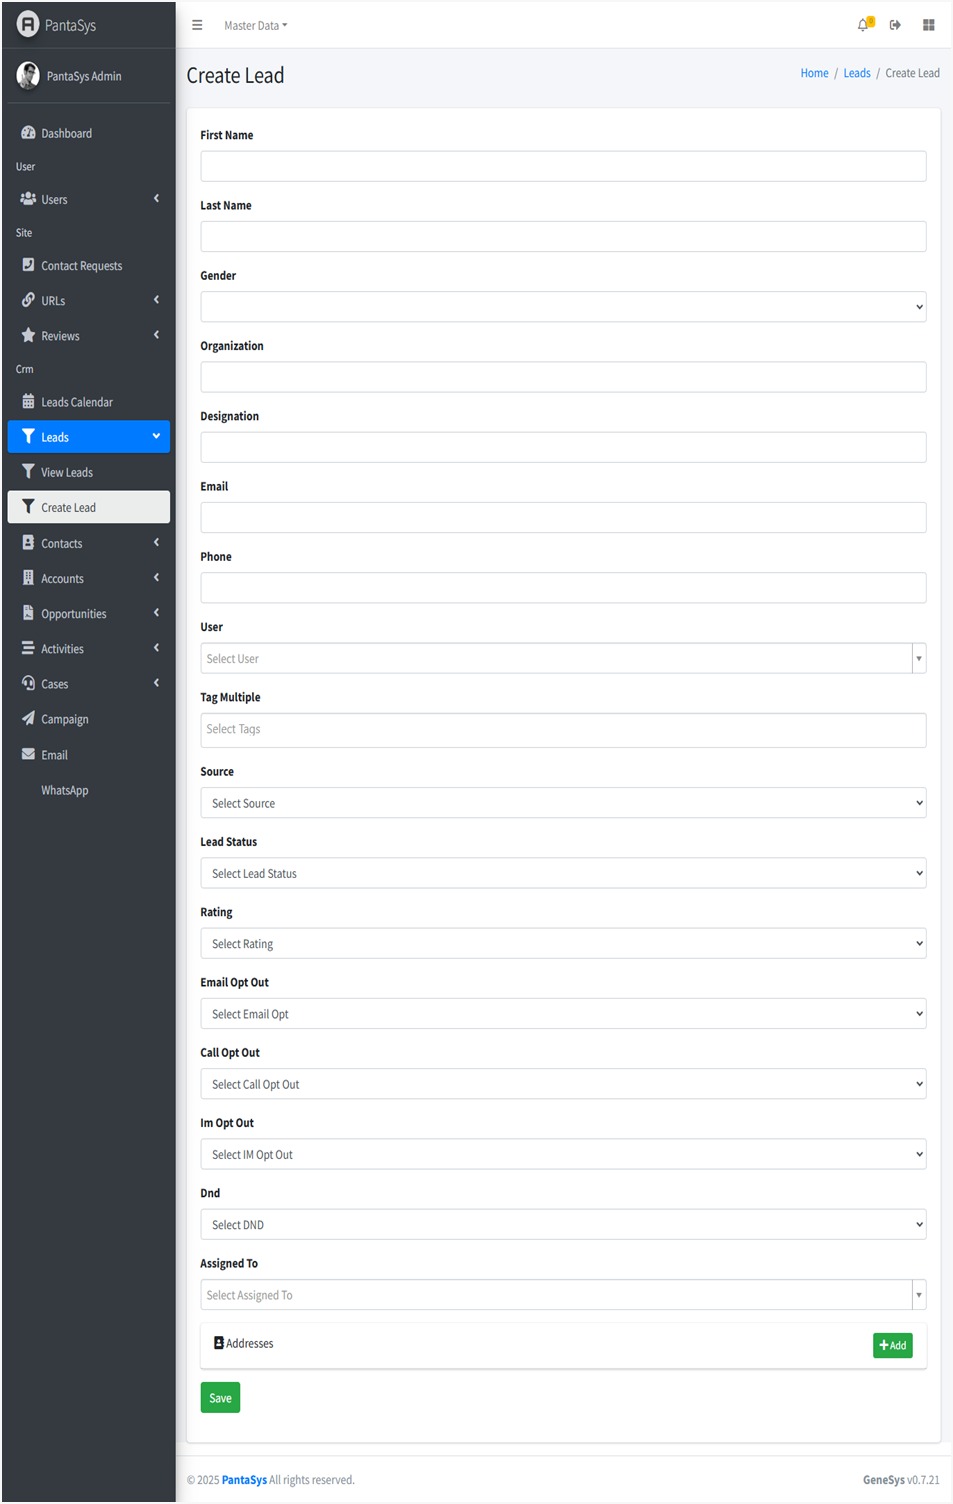 PantaSys
Master Data
0
PantaSys Admin
Create Lead
Home / Leads / Create Lead
Dashboard
User
Users
Site
Contact Requests
URLs
Reviews
Crm
Leads Calendar
Leads
View Leads
Create Lead
Contacts
Accounts
Opportunities
Activities
Cases
Campaign
Email
WhatsApp
First Name
Last Name
Gender
Organization
Designation
Email
Phone
User
Select User
Tag Multiple
Select Tags
Source
Select Source
Lead Status
Select Lead Status
Rating
Select Rating
Email Opt Out
Select Email Opt
Call Opt Out
Select Call Opt Out
Im Opt Out
Select IM Opt Out
Dnd
Select DND
Assigned To
Select Assigned To
Addresses
Add
Save
© 2025 PantaSys All rights reserved.
GeneSys v0.7.21